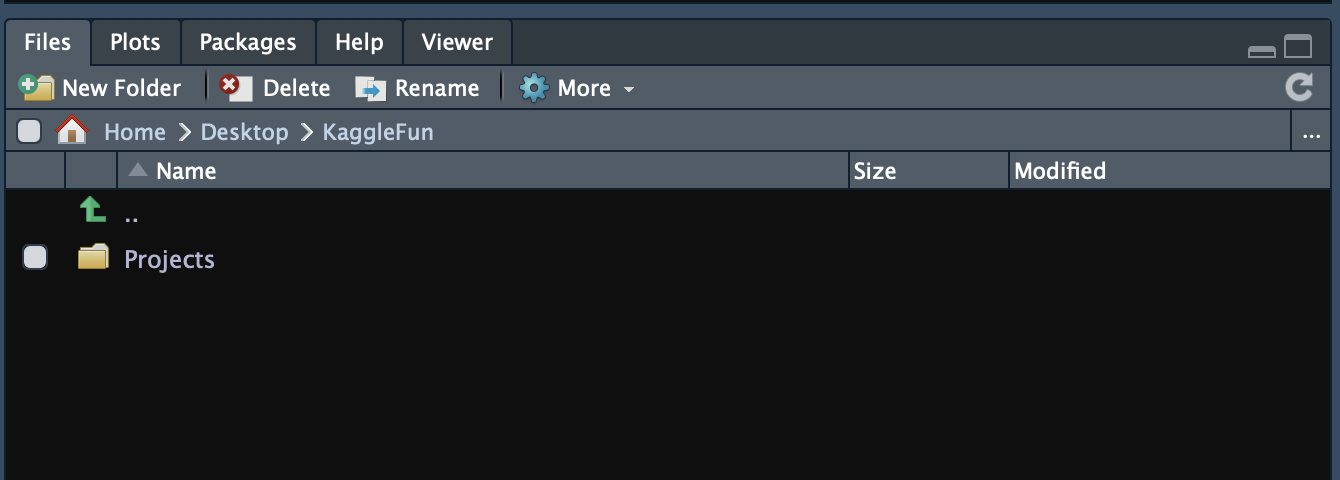 Files Plots Packages Help Viewer
New Folder Delete Rename More
Home Desktop KaggleFun ...
Name Size Modified
..
Projects